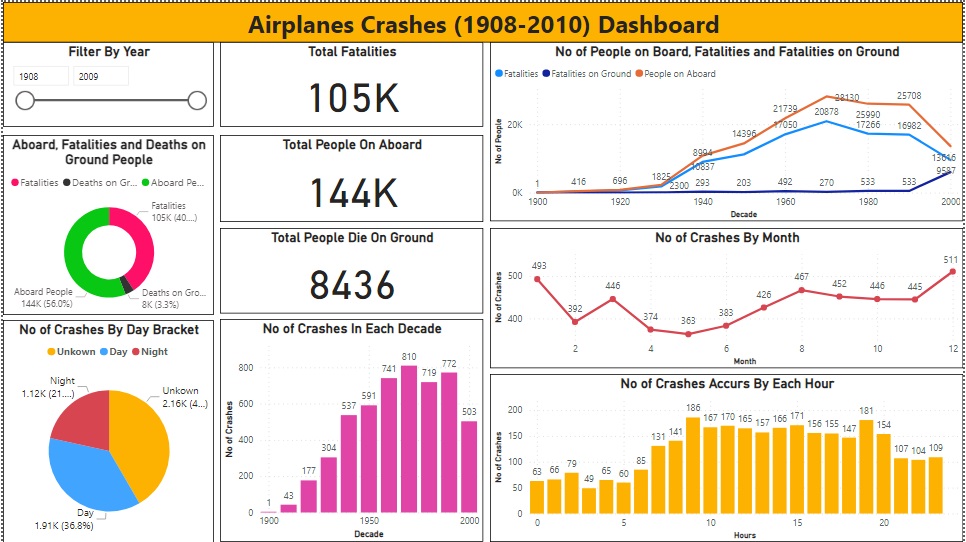 Airplanes Crashes (1908-2010) Dashboard
Filter By Year
1908 2009
Total Fatalities
105K
No of People on Board, Fatalities and Fatalities on Ground
Fatalities Fatalities on Ground People on Aboard
No of People
20K
0K
1 416 696 1825 2300 8994 10837 293 14396 203 21739 17050 492 28130 20878 270 25990 17266 533 25708 16982 533 13616 9587
1900 1920 1940 1960 1980 2000
Decade
Aboard, Fatalities and Deaths on
Ground People
Fatalities Deaths on Gr... Aboard Pe...
Fatalities
105K (40....)
Aboard People
144K (56.0%)
Deaths on Gro...
8K (3.3%)
Total People On Aboard
144K
Total People Die On Ground
8436
No of Crashes By Month
No of Crashes
500
400
493 392 446 374 363 383 426 467 452 446 445 511
2 4 6 8 10 12
Month
No of Crashes By Day Bracket
Unkown Day Night
Night
1.12K (21....)
Unkown
2.16K (4...)
Day
1.91K (36.8%)
No of Crashes In Each Decade
No of Crashes
800
600
400
200
0
1 43 177 304 537 591 741 810 719 772 503
1900 1950 2000
Decade
No of Crashes Accurs By Each Hour
No of Crashes
200
150
100
50
0
63 66 79 49 65 60 85 131 141 186 167 170 165 157 166 171 156 155 147 181 154 107 104 109
0 5 10 15 20
Hours